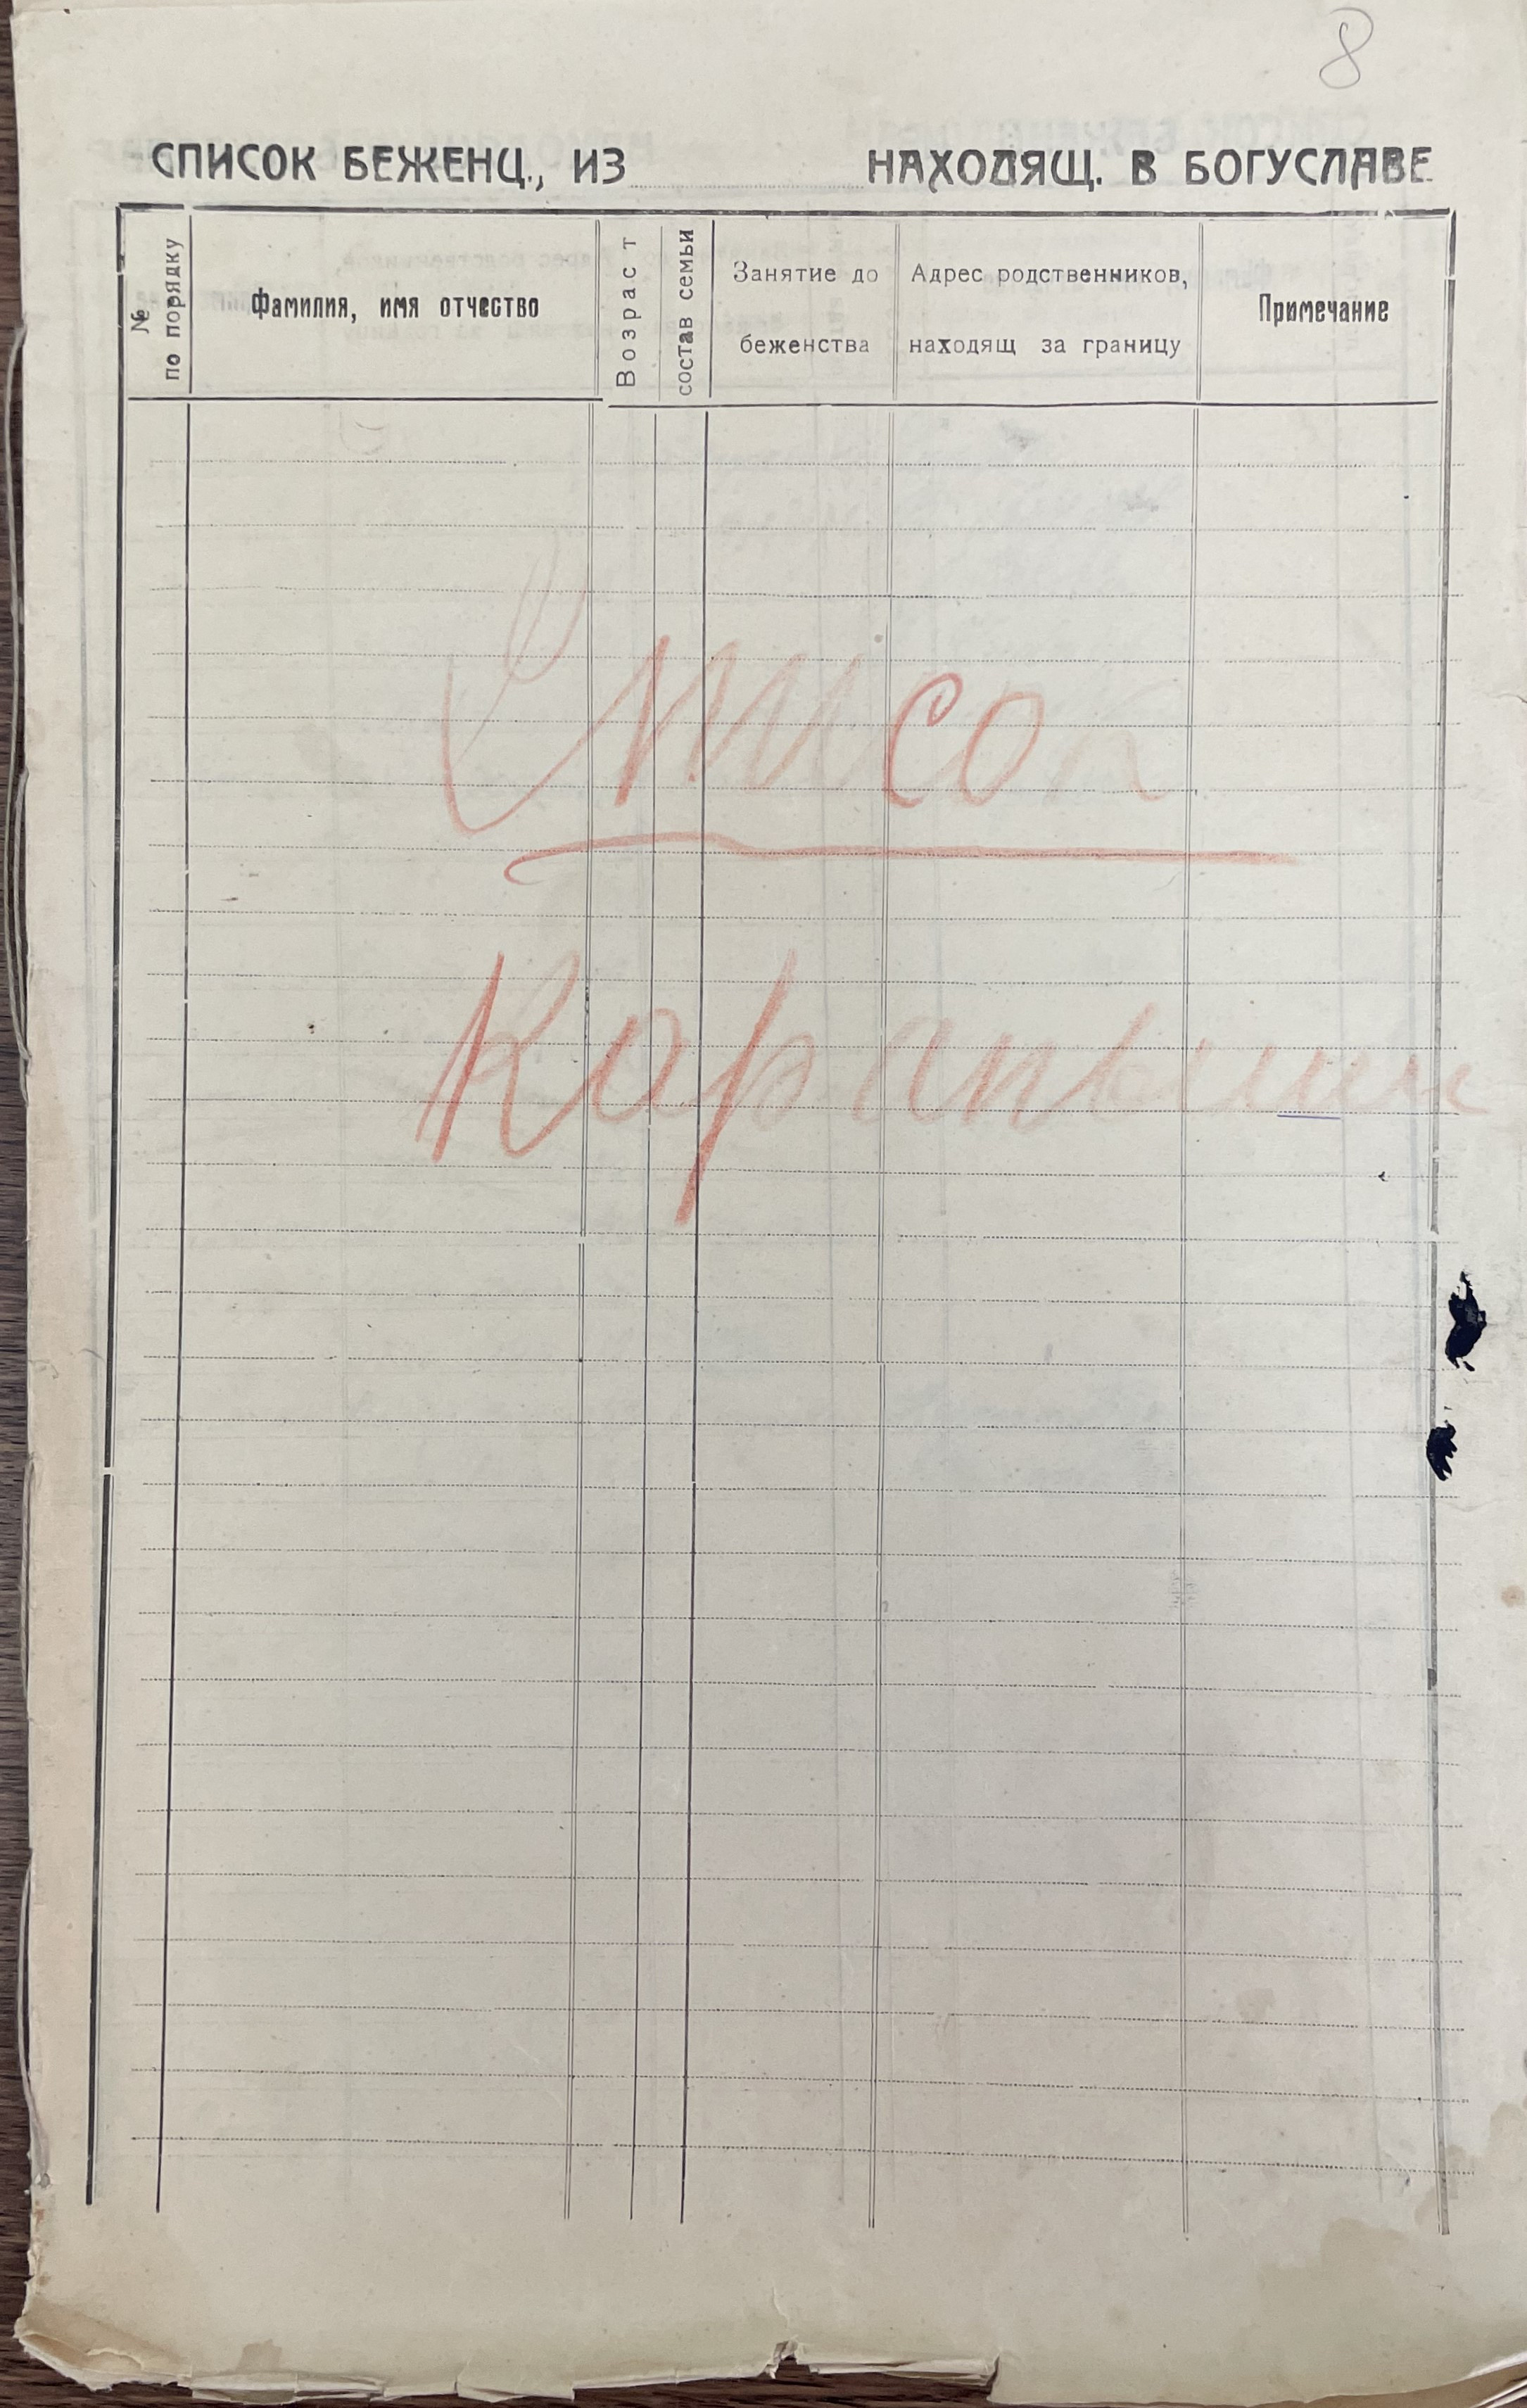 8
СПИСОК БЕЖЕНЦ., ИЗ НАХОДЯЩ. В БОГУСЛАВЕ
№ по порядку
Фамилия, имя отчество
Возраст
состав семьи
Занятие до беженства
Адрес родственников, находящ за границу
Примечание
Список